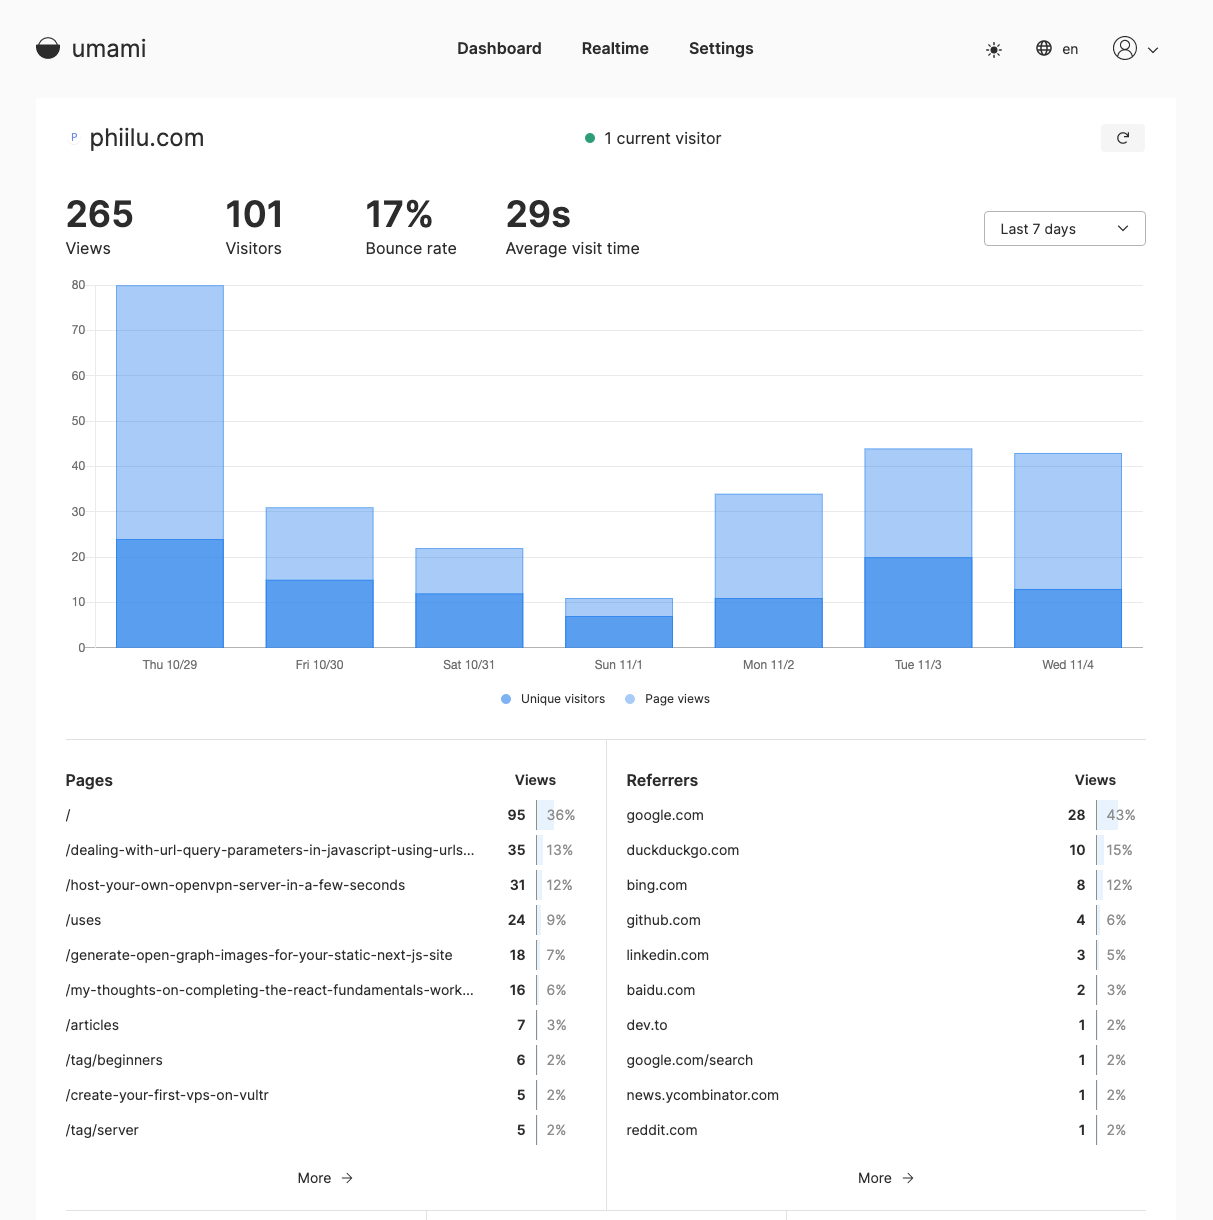 umami
Dashboard Realtime Settings
en
P phiilu.com
1 current visitor
265 101 17% 29s
Views Visitors Bounce rate Average visit time
Last 7 days
80
70
60
50
40
30
20
10
0
Thu 10/29 Fri 10/30 Sat 10/31 Sun 11/1 Mon 11/2 Tue 11/3 Wed 11/4
Unique visitors Page views
Pages Views
/ 95 36%
/dealing-with-url-query-parameters-in-javascript-using-urls... 35 13%
/host-your-own-openvpn-server-in-a-few-seconds 31 12%
/uses 24 9%
/generate-open-graph-images-for-your-static-next-js-site 18 7%
/my-thoughts-on-completing-the-react-fundamentals-work... 16 6%
/articles 7 3%
/tag/beginners 6 2%
/create-your-first-vps-on-vultr 5 2%
/tag/server 5 2%
More →
Referrers Views
google.com 28 43%
duckduckgo.com 10 15%
bing.com 8 12%
github.com 4 6%
linkedin.com 3 5%
baidu.com 2 3%
dev.to 1 2%
google.com/search 1 2%
news.ycombinator.com 1 2%
reddit.com 1 2%
More →